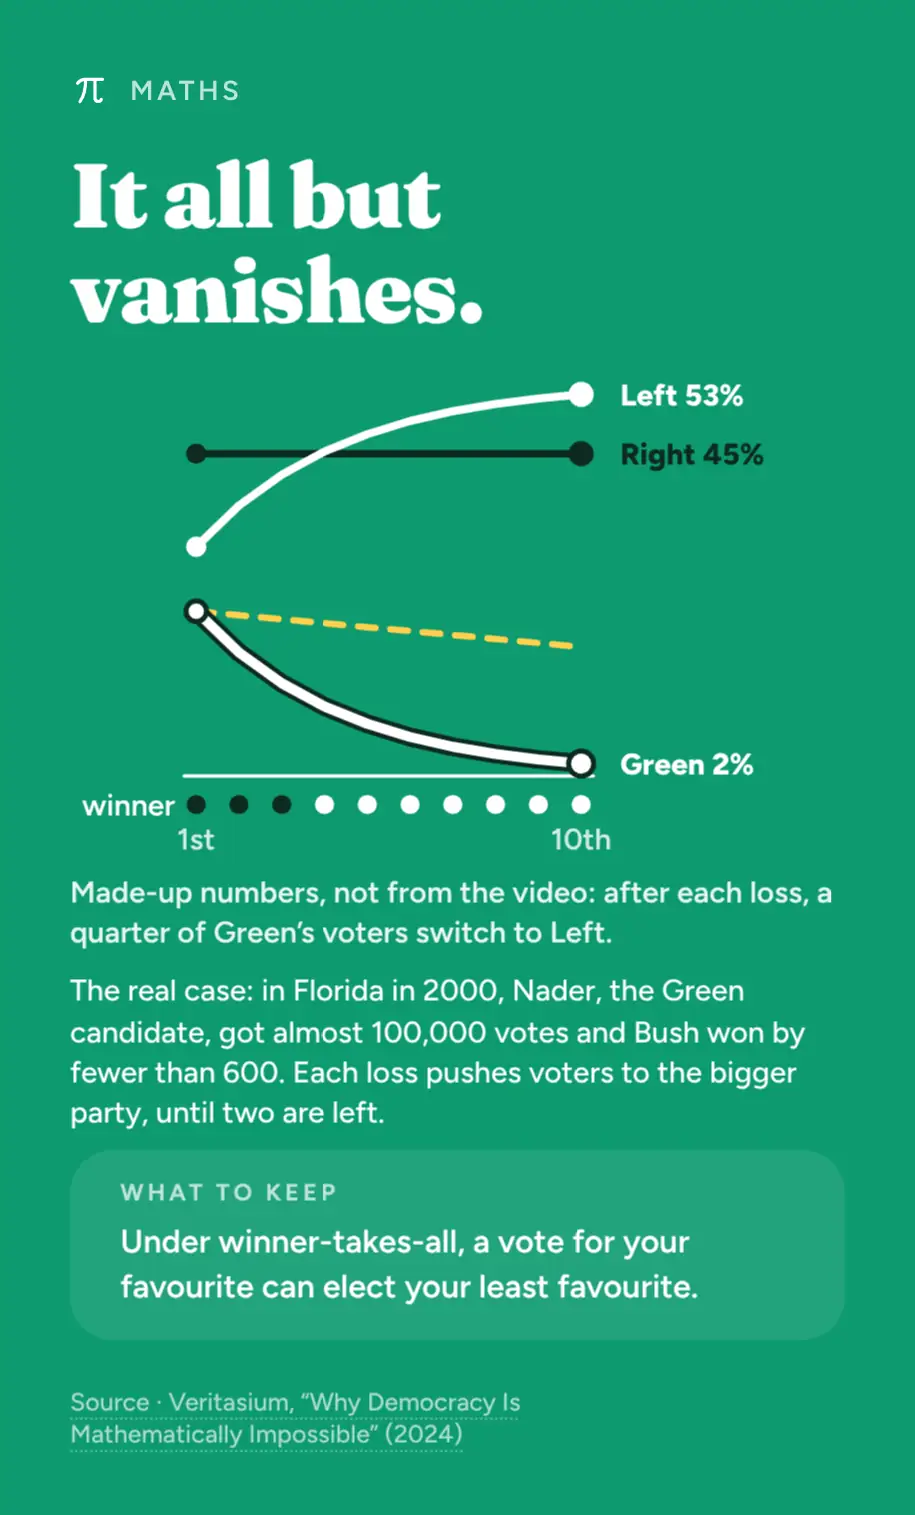 π MATHS
It all but
vanishes.
Left 53%
Right 45%
Green 2%
winner
1st 10th
Made-up numbers, not from the video: after each loss, a
quarter of Green’s voters switch to Left.
The real case: in Florida in 2000, Nader, the Green
candidate, got almost 100,000 votes and Bush won by
fewer than 600. Each loss pushes voters to the bigger
party, until two are left.
WHAT TO KEEP
Under winner-takes-all, a vote for your
favourite can elect your least favourite.
Source · Veritasium, “Why Democracy Is
Mathematically Impossible” (2024)